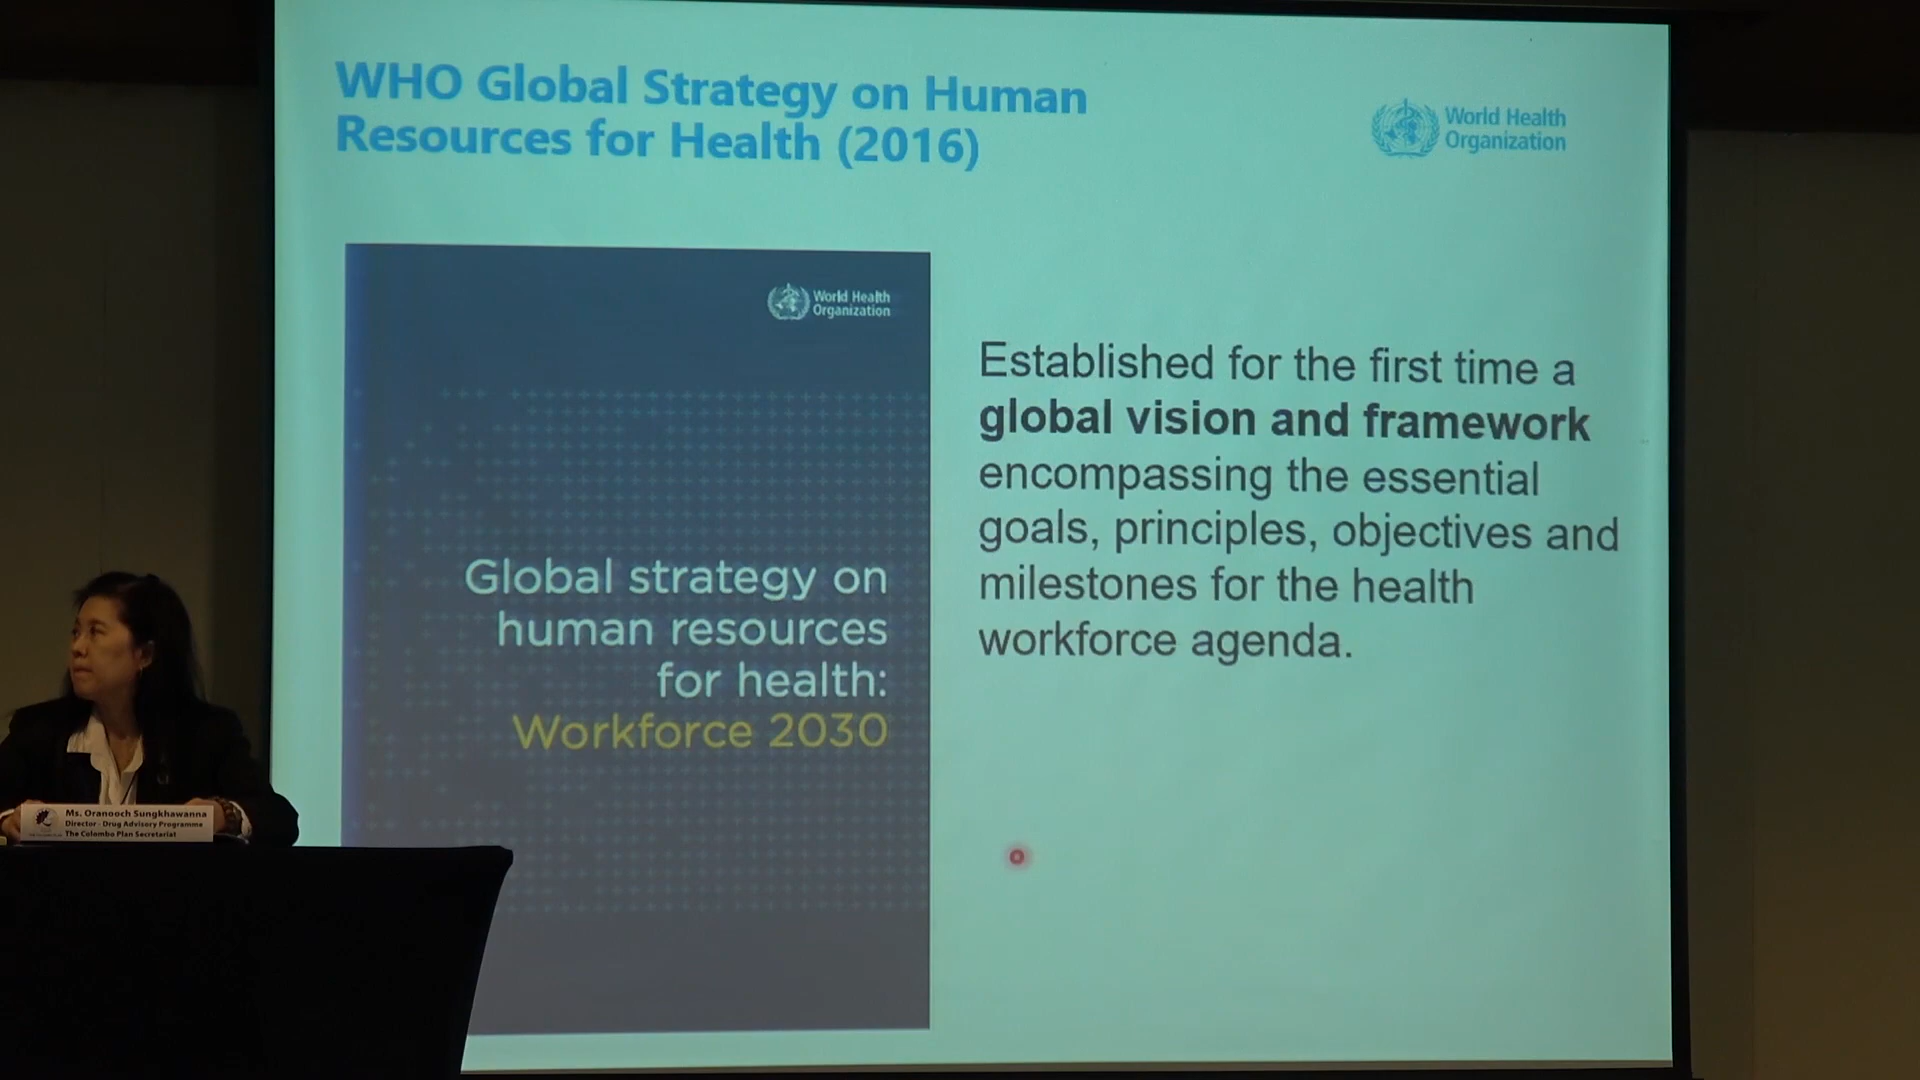 WHO Global Strategy on Human
Resources for Health (2016)
World Health
Organization
World Health
Organization
Global strategy on
human resources
for health:
Workforce 2030
Established for the first time a
global vision and framework
encompassing the essential
goals, principles, objectives and
milestones for the health
workforce agenda.
Ms. Oranooch Sungkhawanna
Director - Drug Advisory Programme
The Colombo Plan Secretariat